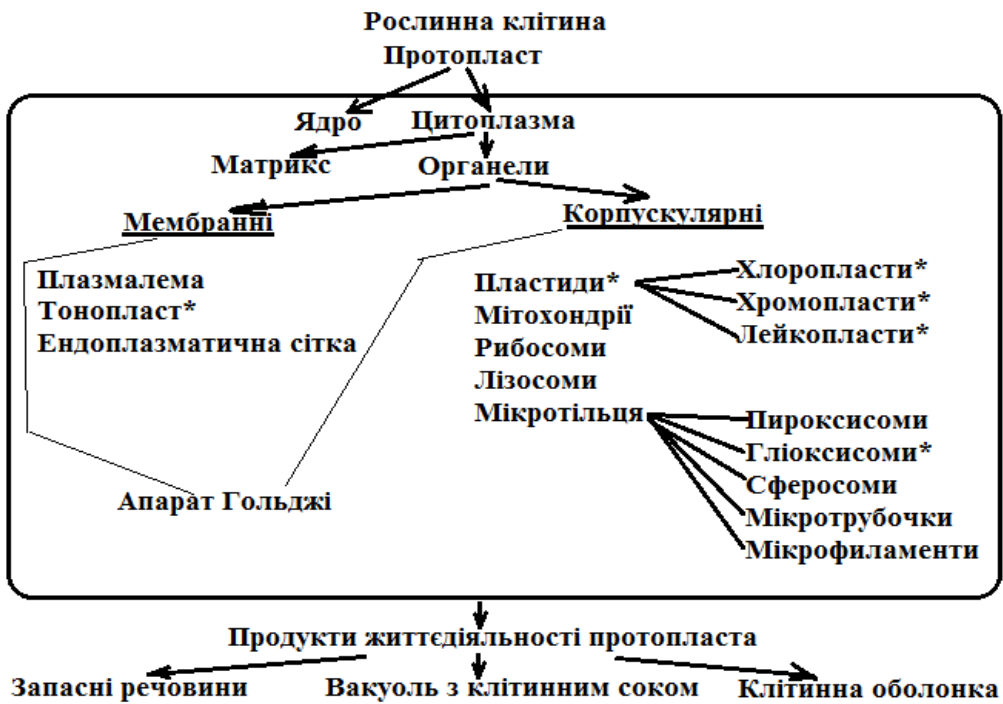 Рослинна клітина
Протопласт
Ядро
Цитоплазма
Матрикс
Органели
Мембранні
Корпускулярні
Плазмалема
Тонопласт*
Ендоплазматична сітка
Пластиди*
Мітохондрії
Рибосоми
Лізосоми
Мікротільця
Хлоропласти*
Хромопласти*
Лейкопласти*
Пироксисоми
Гліоксисоми*
Сферосоми
Мікротрубочки
Мікрофиламенти
Апарат Гольджі
Продукти життєдіяльності протопласта
Запасні речовини
Вакуоль з клітинним соком
Клітинна оболонка